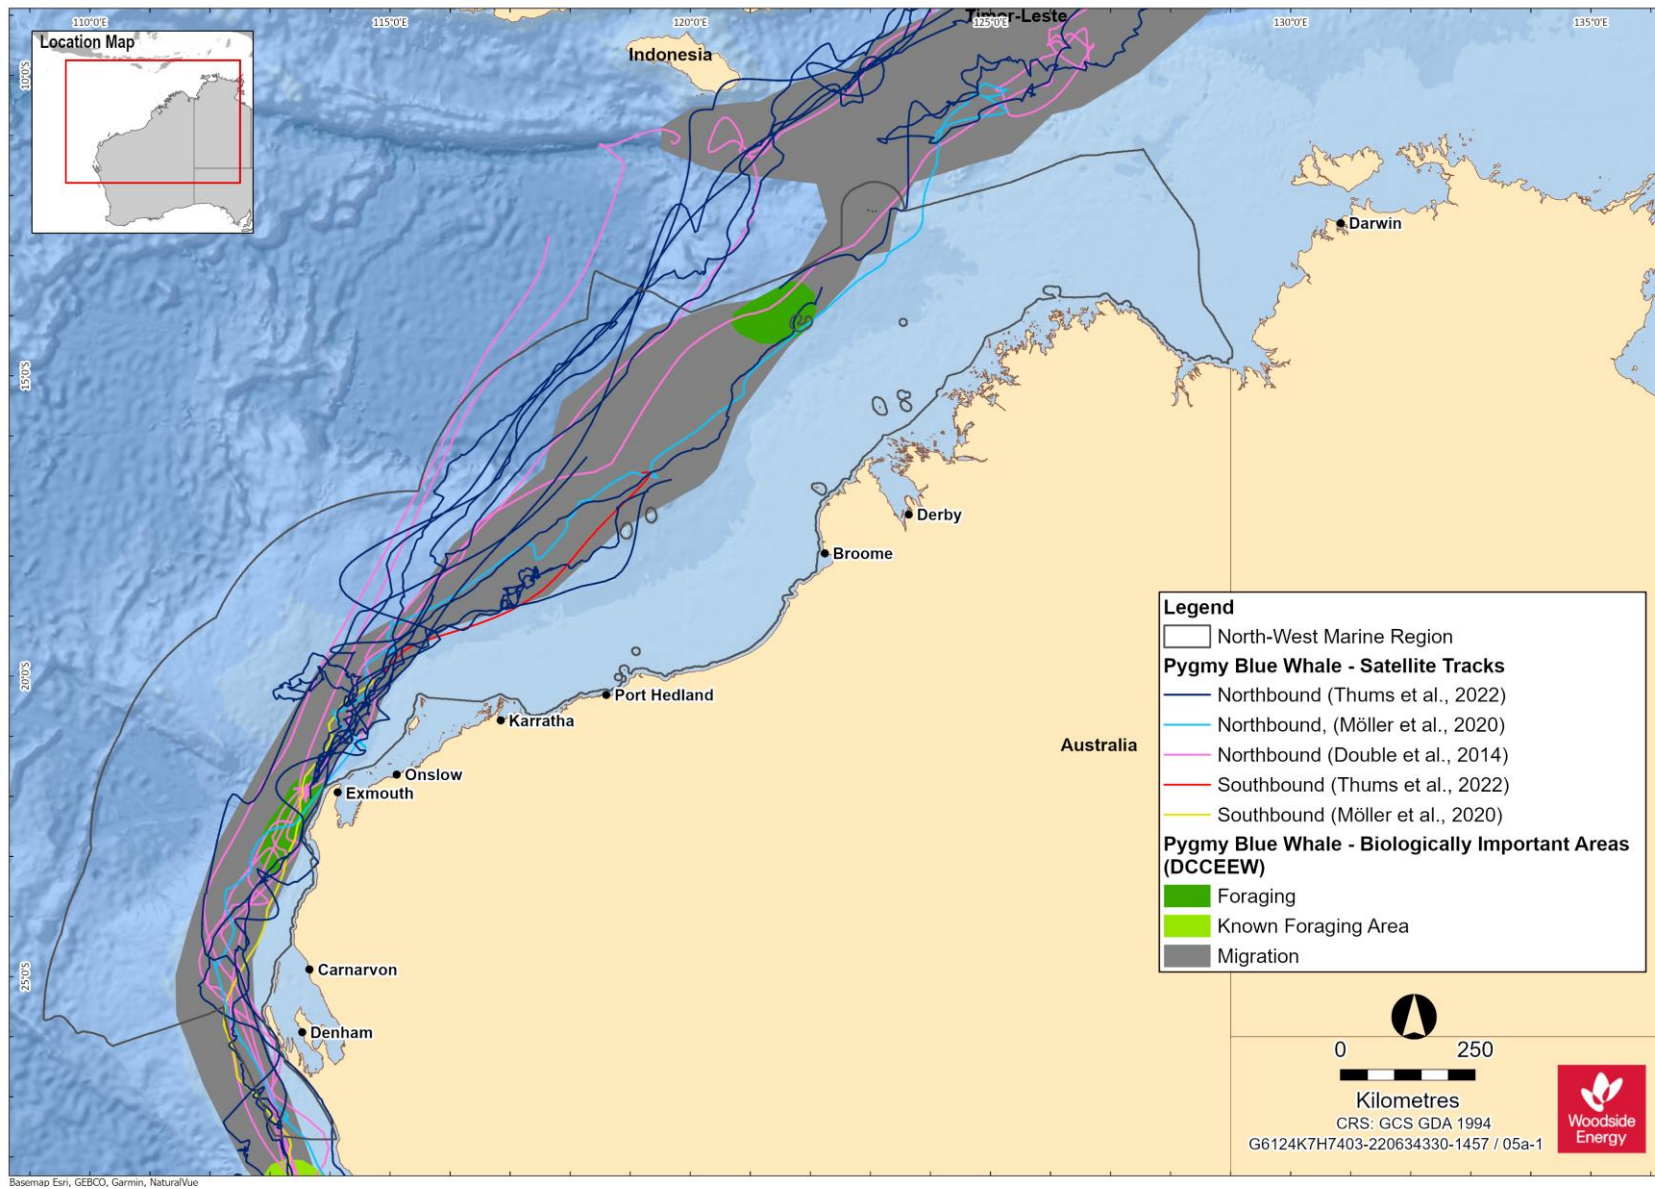 110°0'E
115°0'E
120°0'E
125°0'E
130°0'E
135°0'E
Timor-Leste
Location Map
Indonesia
10°0'S
Darwin
15°0'S
Derby
Broome
20°0'S
Port Hedland
Karratha
Onslow
Exmouth
Australia
25°0'S
Carnarvon
Denham
Legend
North-West Marine Region
Pygmy Blue Whale - Satellite Tracks
Northbound (Thums et al., 2022)
Northbound, (Möller et al., 2020)
Northbound (Double et al., 2014)
Southbound (Thums et al., 2022)
Southbound (Möller et al., 2020)
Pygmy Blue Whale - Biologically Important Areas
(DCCEEW)
Foraging
Known Foraging Area
Migration
0 250
Kilometres
CRS: GCS GDA 1994
G6124K7H7403-220634330-1457 / 05a-1
Woodside
Energy
Basemap Esri, GEBCO, Garmin, NaturalVue